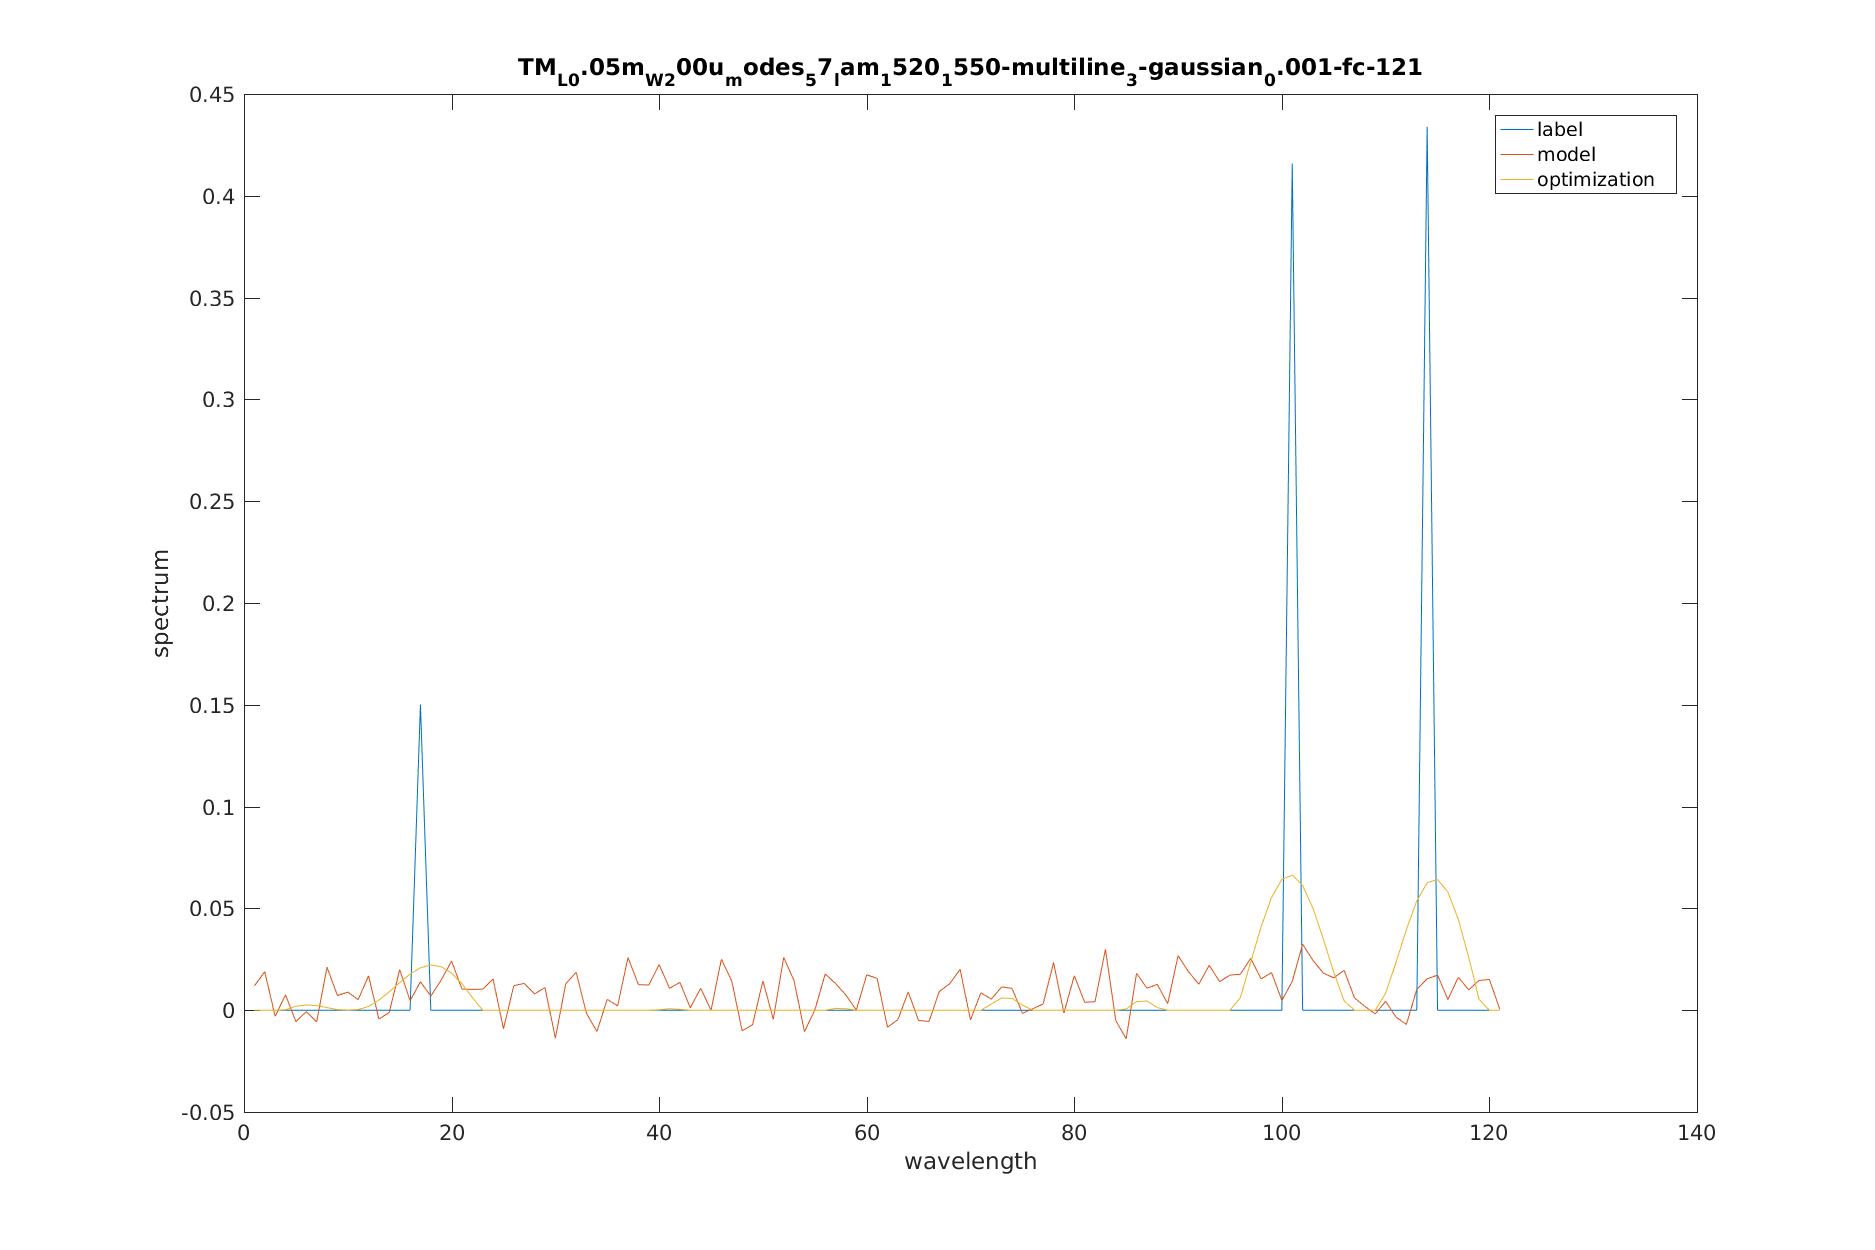 TM_L0.05m_W200u_modes_57_lam_1520_1550-multiline_3-gaussian_0.001-fc-121
0.45
0.4
0.35
0.3
0.25
0.2
0.15
0.1
0.05
0
-0.05
spectrum
label
model
optimization
0 20 40 60 80 100 120 140
wavelength